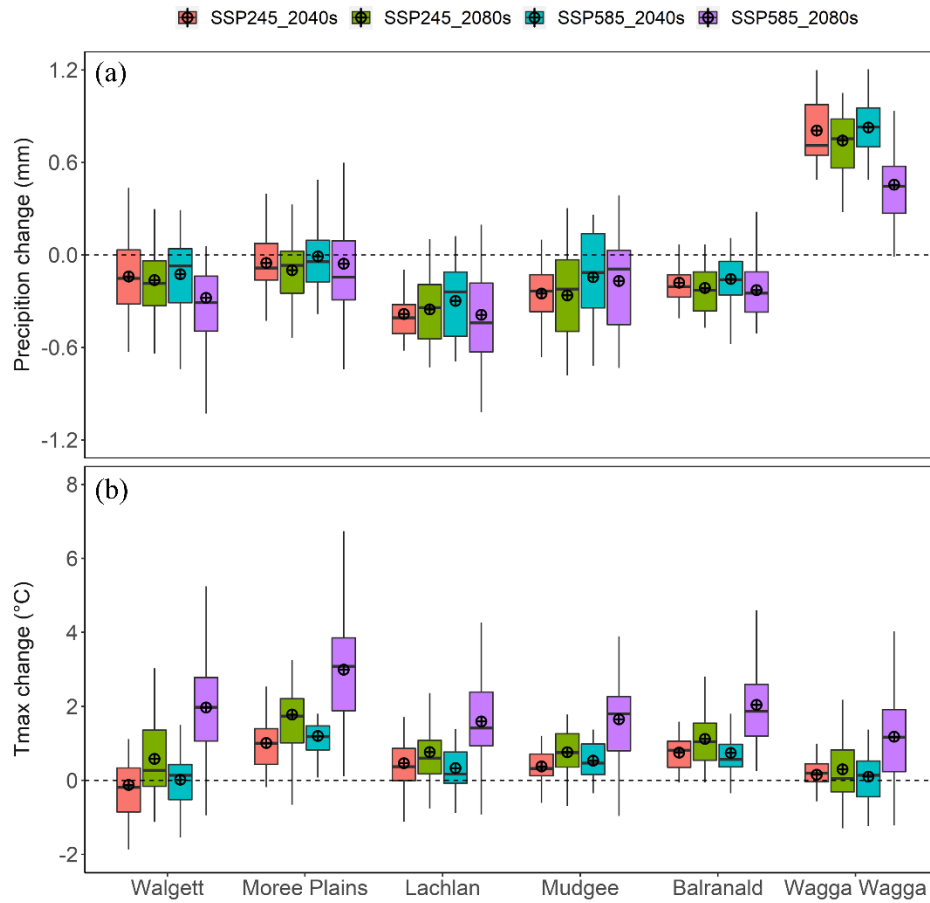 SSP245_2040s SSP245_2080s SSP585_2040s SSP585_2080s
(a)
Preciption change (mm)
1.2
0.6
0.0
-0.6
-1.2
(b)
Tmax change (°C)
8
6
4
2
0
-2
Walgett Moree Plains Lachlan Mudgee Balranald Wagga Wagga